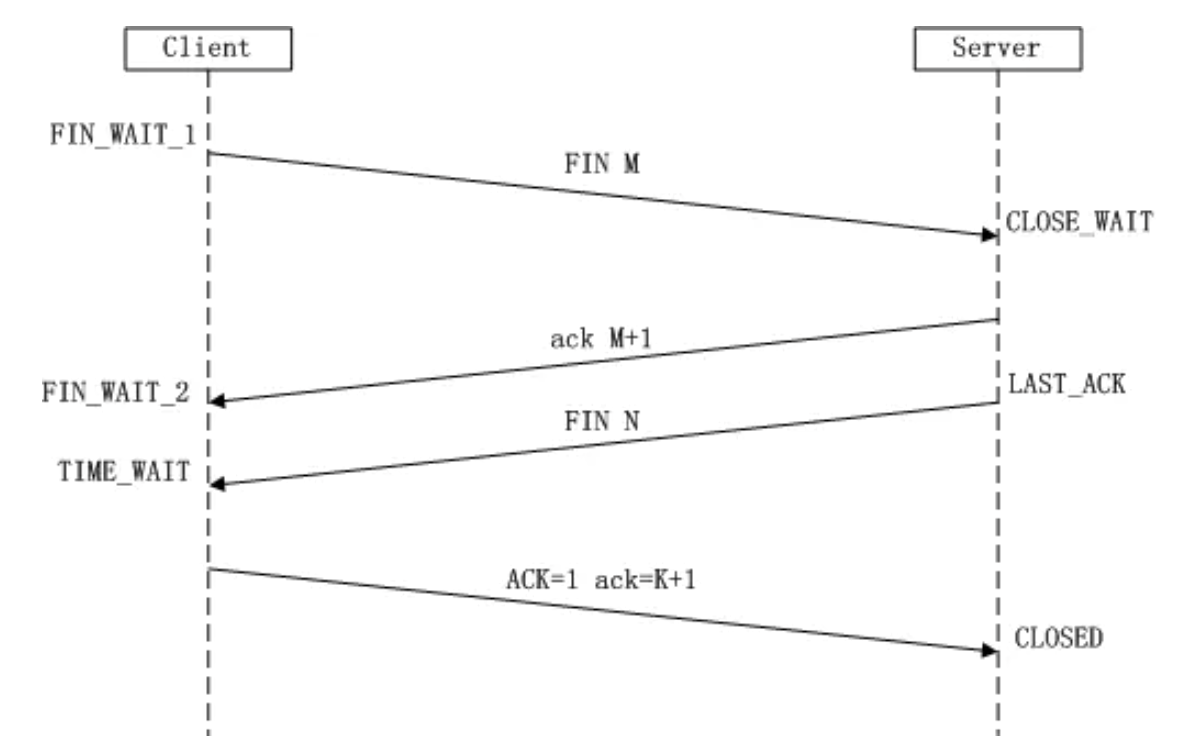 Client
Server
FIN_WAIT_1
FIN M
CLOSE_WAIT
ack M+1
FIN_WAIT_2
LAST_ACK
FIN N
TIME_WAIT
ACK=1 ack=K+1
CLOSED